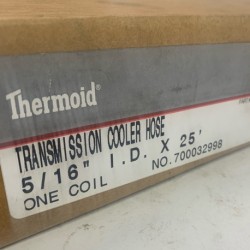 Thermoid®
TRANSMISSION COOLER HOSE
5/16" I.D. X 25'
ONE COIL NO.700032998